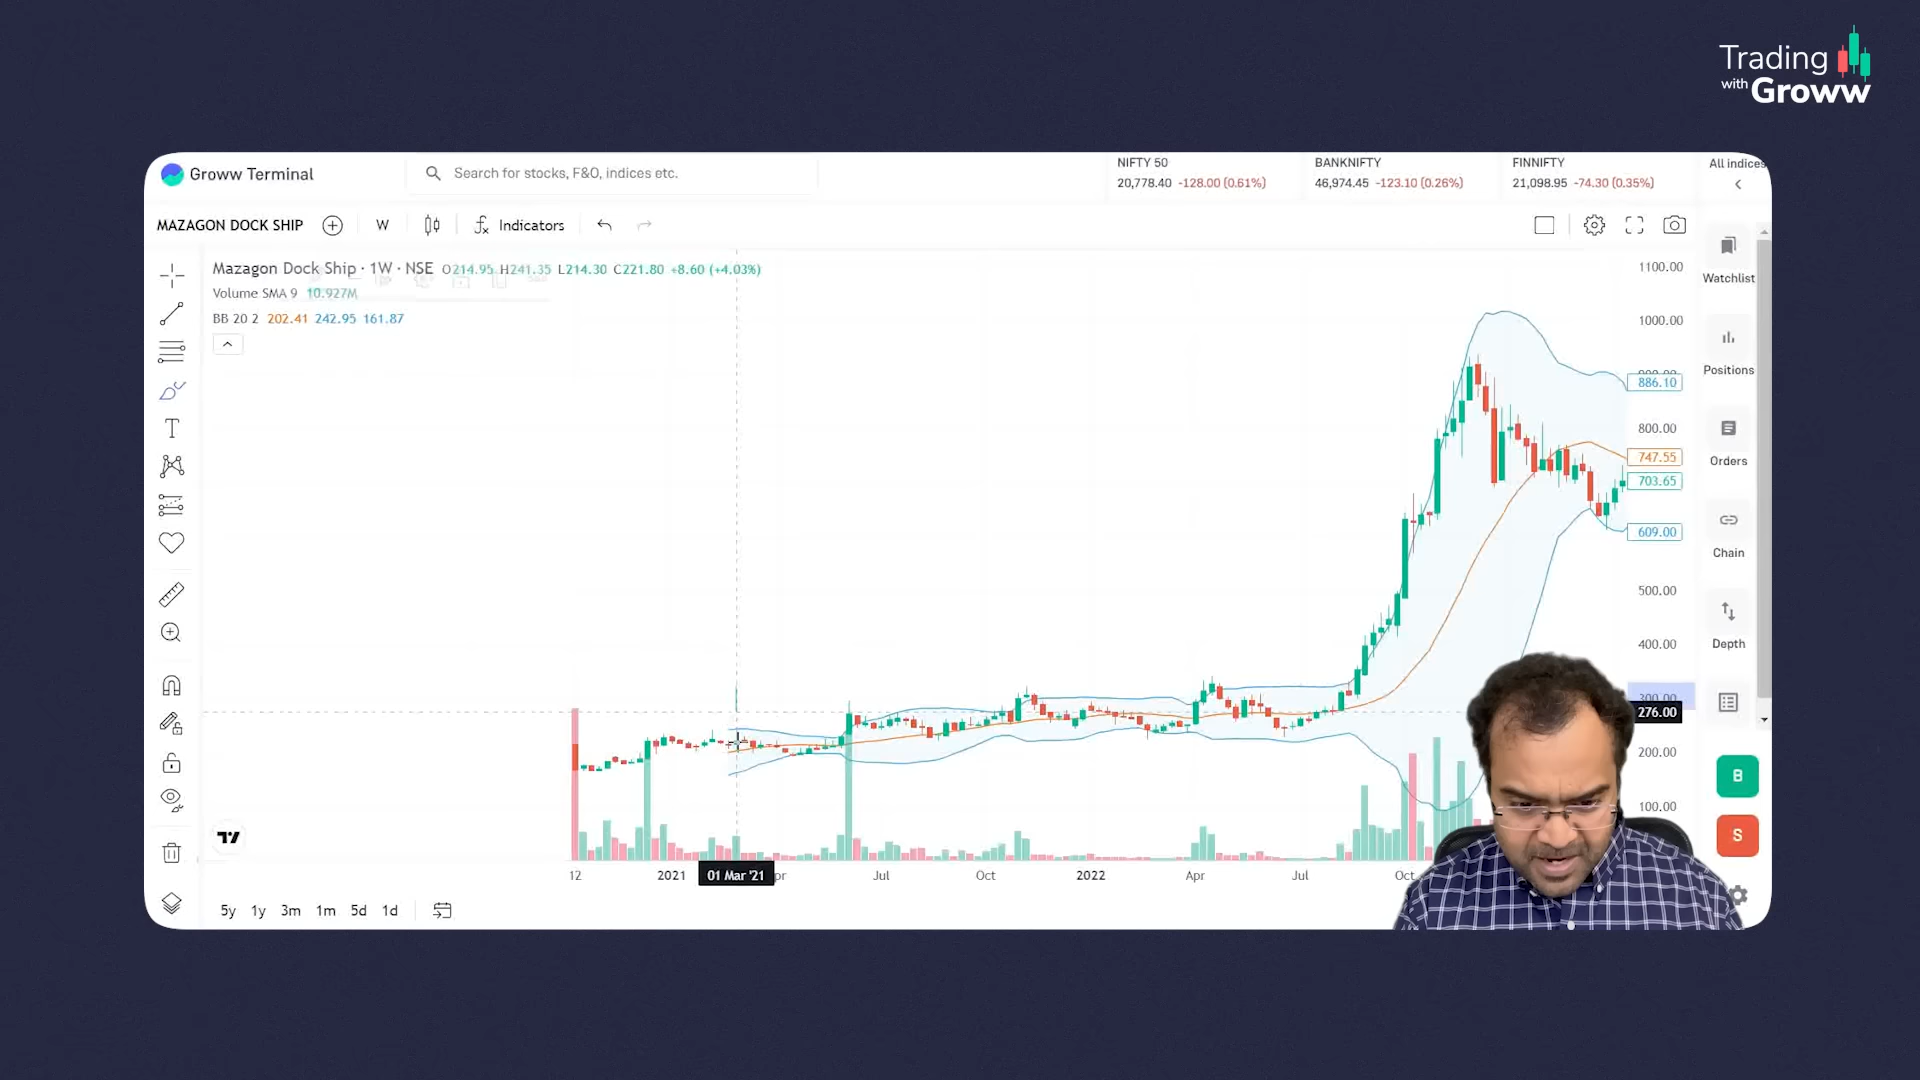 Trading
with Groww
Groww Terminal
Search for stocks, F&O, indices etc.
NIFTY 50
20,778.40 -128.00 (0.61%)
BANKNIFTY
46,974.45 -123.10 (0.26%)
FINNIFTY
21,098.95 -74.30 (0.35%)
All indices
MAZAGON DOCK SHIP
W
Indicators
Mazagon Dock Ship · 1W · NSE O214.95 H241.35 L214.30 C221.80 +8.60 (+4.03%)
Volume SMA 9 10.927M
BB 20 2 202.41 242.95 161.87
1100.00
1000.00
886.10
800.00
747.55
703.65
609.00
500.00
400.00
300.00
276.00
200.00
100.00
Watchlist
Positions
Orders
Chain
Depth
B
S
T
12 2021 01 Mar '21 pr Jul Oct 2022 Apr Jul Oct
5y 1y 3m 1m 5d 1d